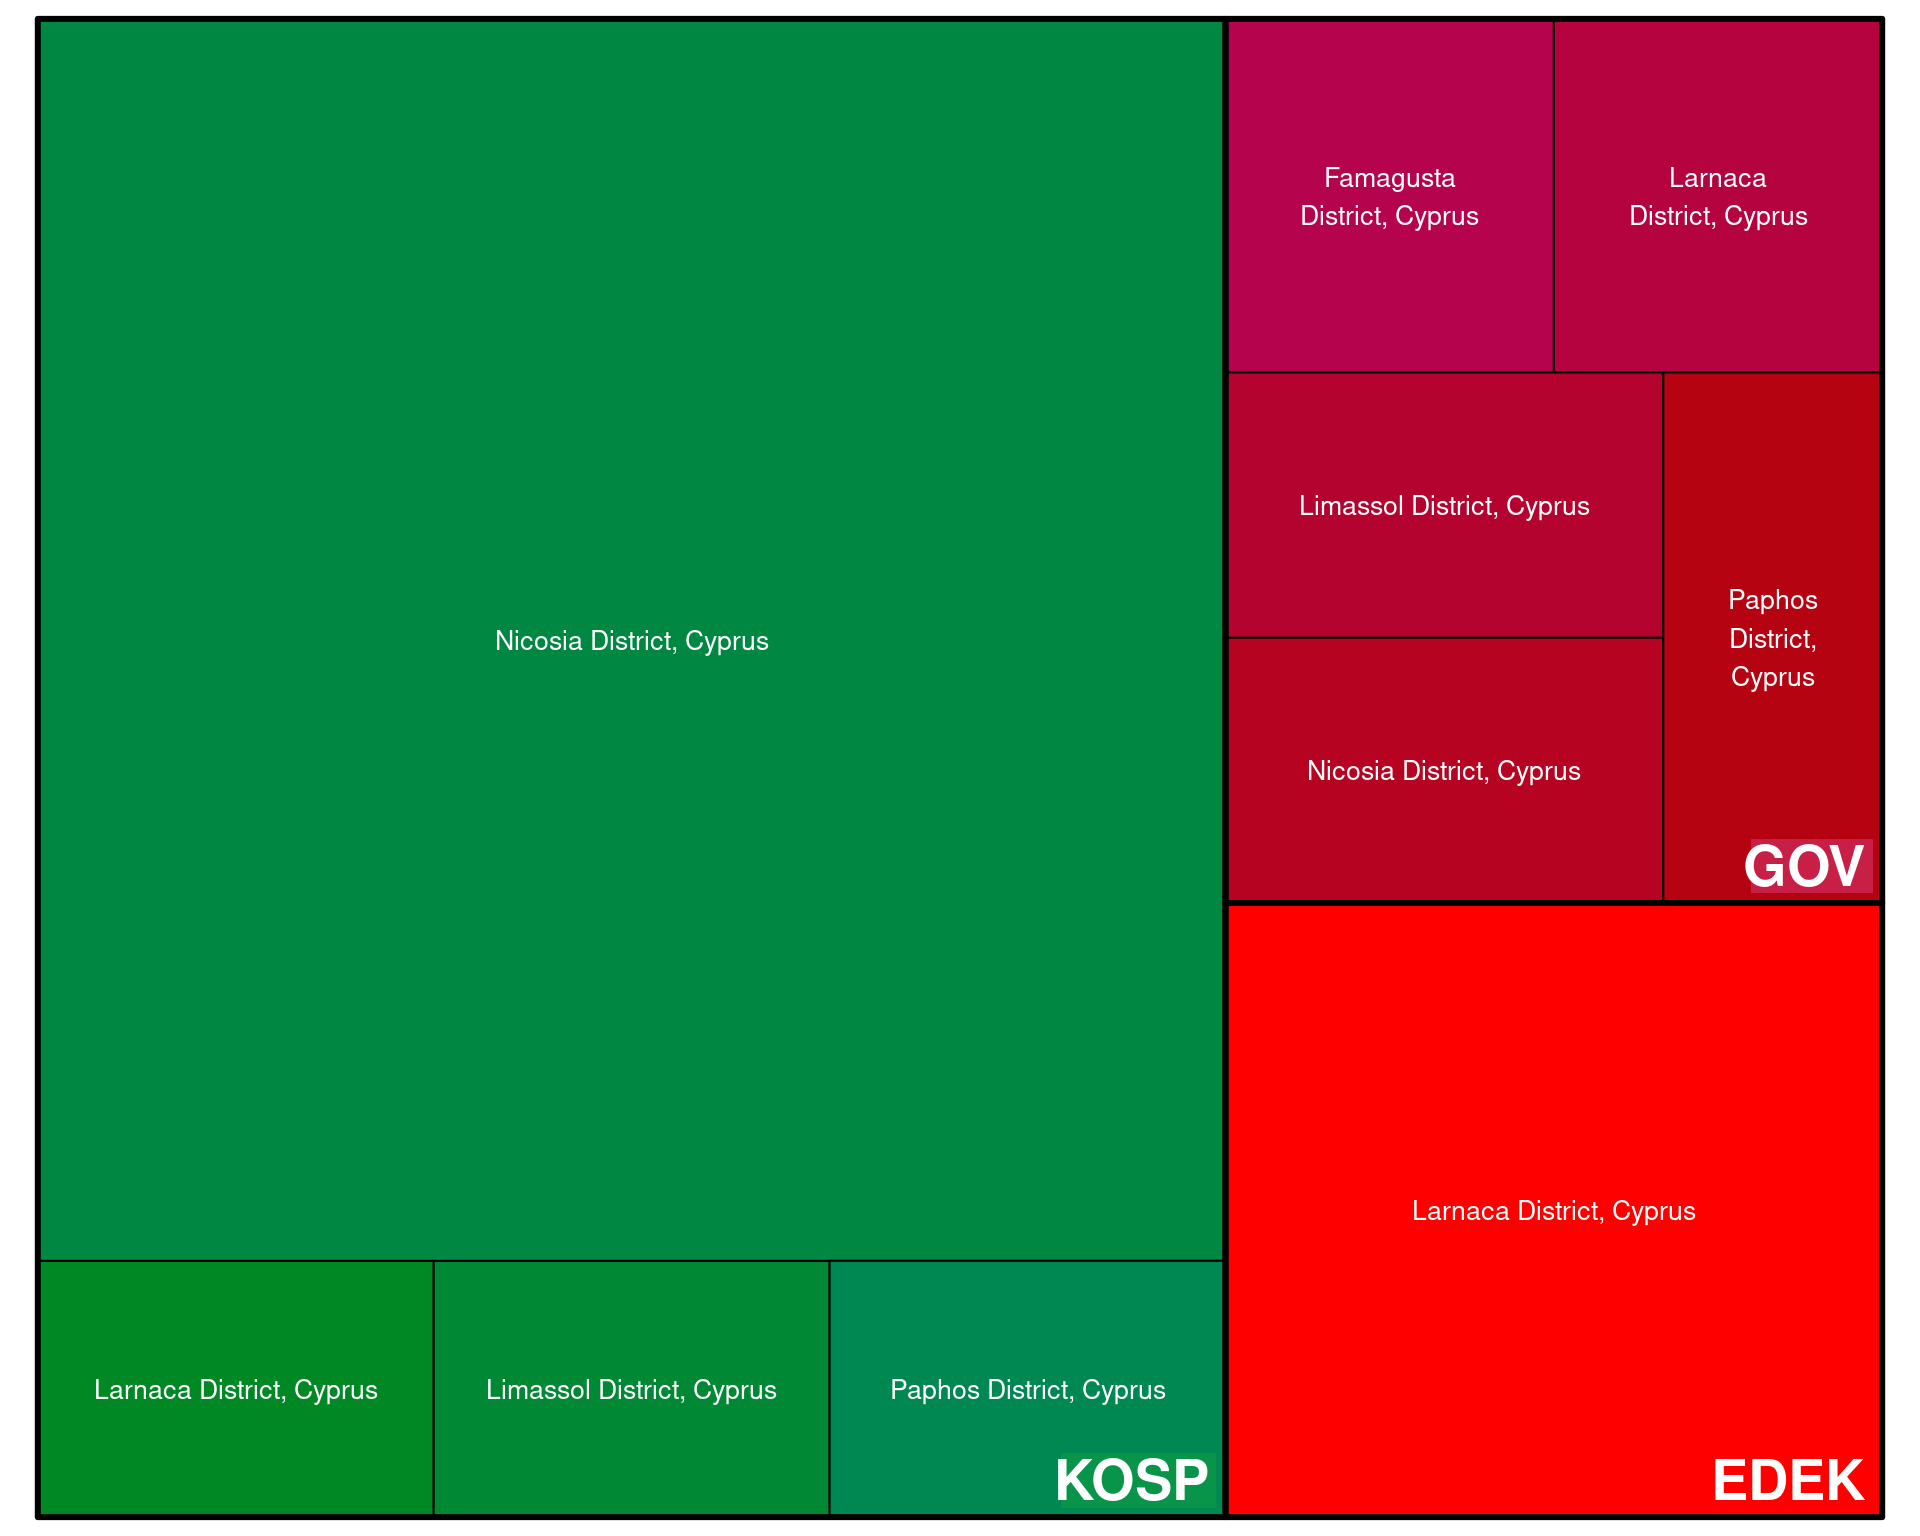 Nicosia District, Cyprus
Larnaca District, Cyprus
Limassol District, Cyprus
Paphos District, Cyprus
KOSP
Famagusta
District, Cyprus
Larnaca
District, Cyprus
Limassol District, Cyprus
Nicosia District, Cyprus
Paphos
District,
Cyprus
GOV
Larnaca District, Cyprus
EDEK